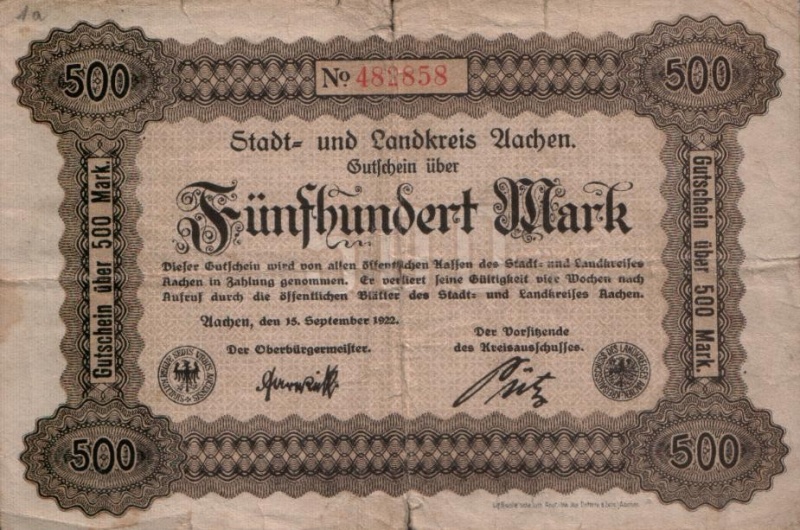 1a
500
No 482858
500
Stadt- und Landkreis Aachen.
Gutschein über
Fünfhundert Mark
Dieser Gutschein wird von allen öffentlichen Kassen des Stadt- und Landkreises
Aachen in Zahlung genommen. Er verliert seine Gültigkeit vier Wochen nach
Aufruf durch die öffentlichen Blätter des Stadt- und Landkreises Aachen.
Aachen, den 15. September 1922.
Der Oberbürgermeister.
Der Vorsitzende
des Kreisausschusses.
Gutschein über 500 Mark.
Gutschein über 500 Mark.
500
500